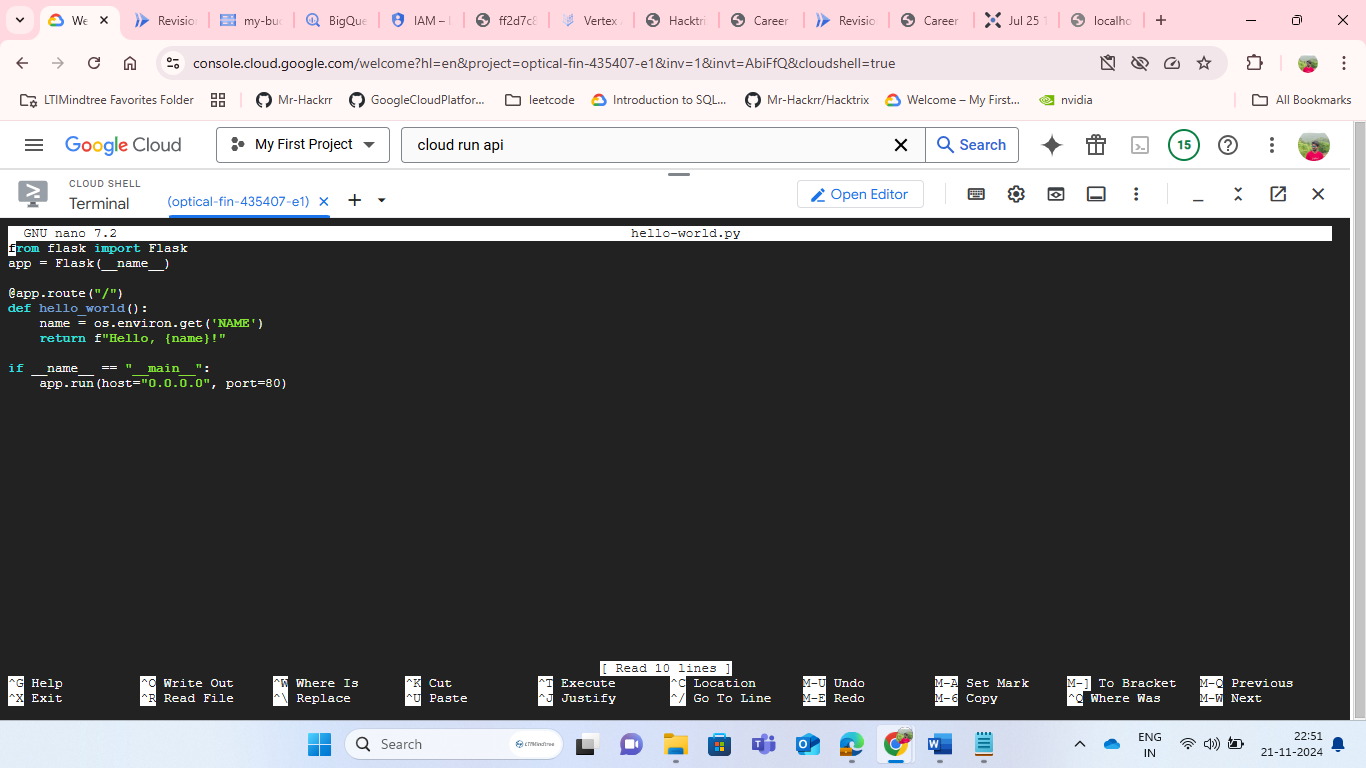 We
Revision
my-buc
BigQue
IAM – I
ff2d7c8
Vertex
Hacktri
Career
Revision
Career
Jul 25 1
localho
console.cloud.google.com/welcome?hl=en&project=optical-fin-435407-e1&inv=1&invt=AbiFfQ&cloudshell=true
LTIMindtree Favorites Folder
Mr-Hackrr
GoogleCloudPlatfor...
leetcode
Introduction to SQL...
Mr-Hackrr/Hacktrix
Welcome – My First...
nvidia
All Bookmarks
Google Cloud
My First Project
cloud run api
Search
15
CLOUD SHELL
Terminal
(optical-fin-435407-e1)
Open Editor
GNU nano 7.2 hello-world.py
from flask import Flask
app = Flask(__name__)
@app.route("/")
def hello_world():
name = os.environ.get('NAME')
return f"Hello, {name}!"
if __name__ == "__main__":
app.run(host="0.0.0.0", port=80)
[ Read 10 lines ]
^G Help ^O Write Out ^W Where Is ^K Cut ^T Execute ^C Location M-U Undo M-A Set Mark M-] To Bracket M-Q Previous
^X Exit ^R Read File ^\ Replace ^U Paste ^J Justify ^/ Go To Line M-E Redo M-6 Copy ^Q Where Was M-W Next
Search
LTIMindtree
ENG
IN
22:51
21-11-2024